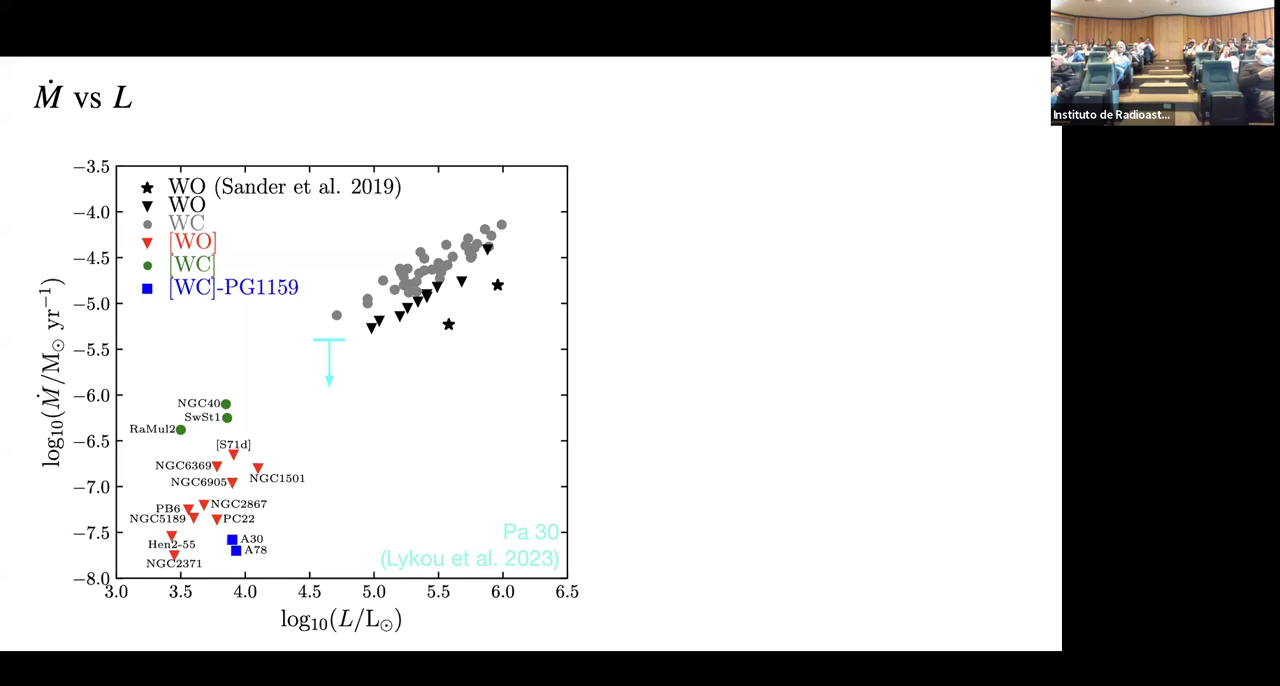 Instituto de Radioast...
Ṁ vs L
WO (Sander et al. 2019)
WO
WC
[WO]
[WC]
[WC]-PG1159
log₁₀(Ṁ/M⊙ yr⁻¹)
−3.5
−4.0
−4.5
−5.0
−5.5
−6.0
−6.5
−7.0
−7.5
−8.0
NGC40
SwSt1
RaMul2
[S71d]
NGC6369
NGC1501
NGC6905
NGC2867
PB6
NGC5189
PC22
Hen2-55
A30
A78
NGC2371
Pa 30
(Lykou et al. 2023)
3.0 3.5 4.0 4.5 5.0 5.5 6.0 6.5
log₁₀(L/L⊙)